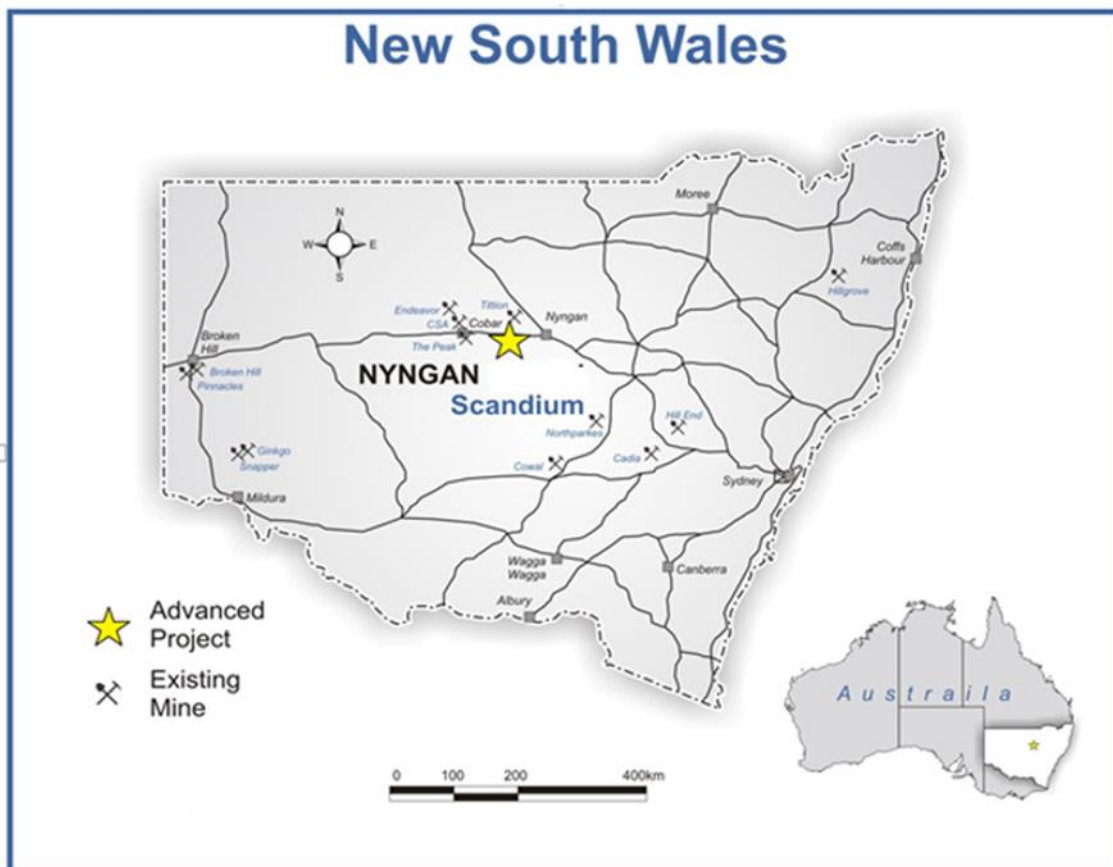 New South Wales
N
W
E
S
Moree
Coffs
Harbour
Hillgrove
Endeavor
Tittion
CSA
Cobar
Nyngan
The Peak
Broken
Hill
Broken Hill
Pinnacles
NYNGAN
Scandium
Northparkes
Hill End
Ginkgo
Snapper
Cowal
Cadia
Sydney
Mildura
Wagga
Wagga
Canberra
Albury
Advanced
Project
Existing
Mine
Austraila
0 100 200 400km